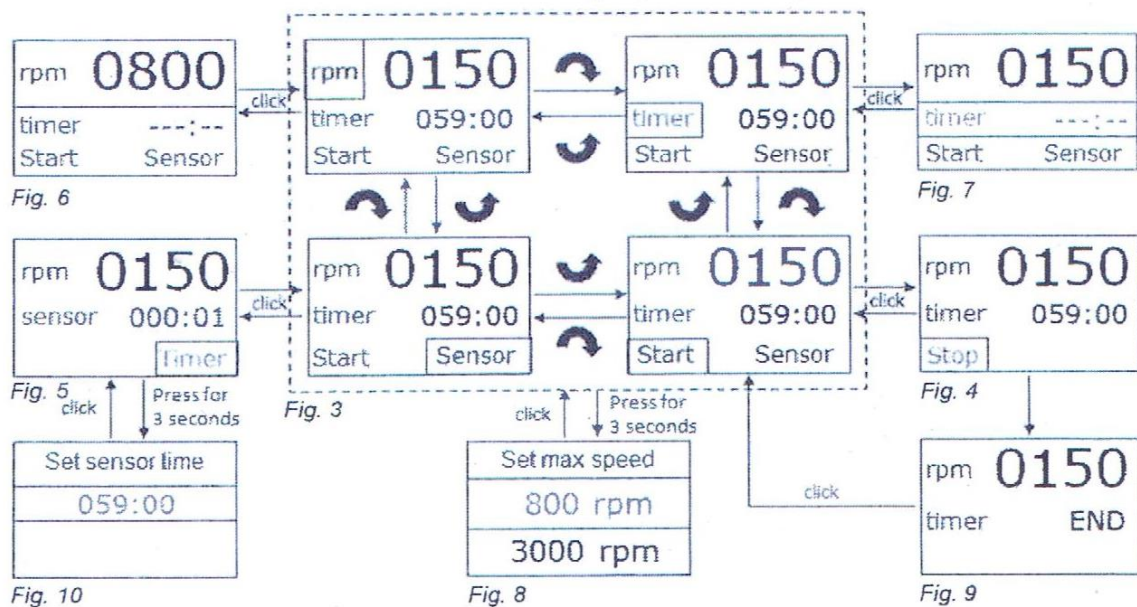 rpm 0800
timer ---:--
Start Sensor
Fig. 6
click
rpm 0150
timer 059:00
Start Sensor
rpm 0150
timer 059:00
Start Sensor
click
rpm 0150
timer ---:--
Start Sensor
Fig. 7
rpm 0150
sensor 000:01
Timer
Fig. 5
click
rpm 0150
timer 059:00
Start Sensor
Fig. 3
rpm 0150
timer 059:00
Start Sensor
click
rpm 0150
timer 059:00
Stop
Fig. 4
click
Press for
3 seconds
Set sensor time
059:00
Fig. 10
click
Press for
3 seconds
Set max speed
800 rpm
3000 rpm
Fig. 8
click
rpm 0150
timer END
Fig. 9